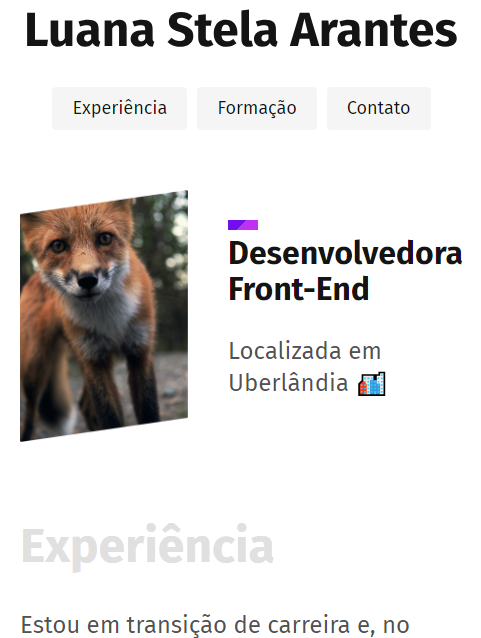 Luana Stela Arantes
Experiência
Formação
Contato
Desenvolvedora
Front-End
Localizada em
Uberlândia 🏙️
Experiência
Estou em transição de carreira e, no